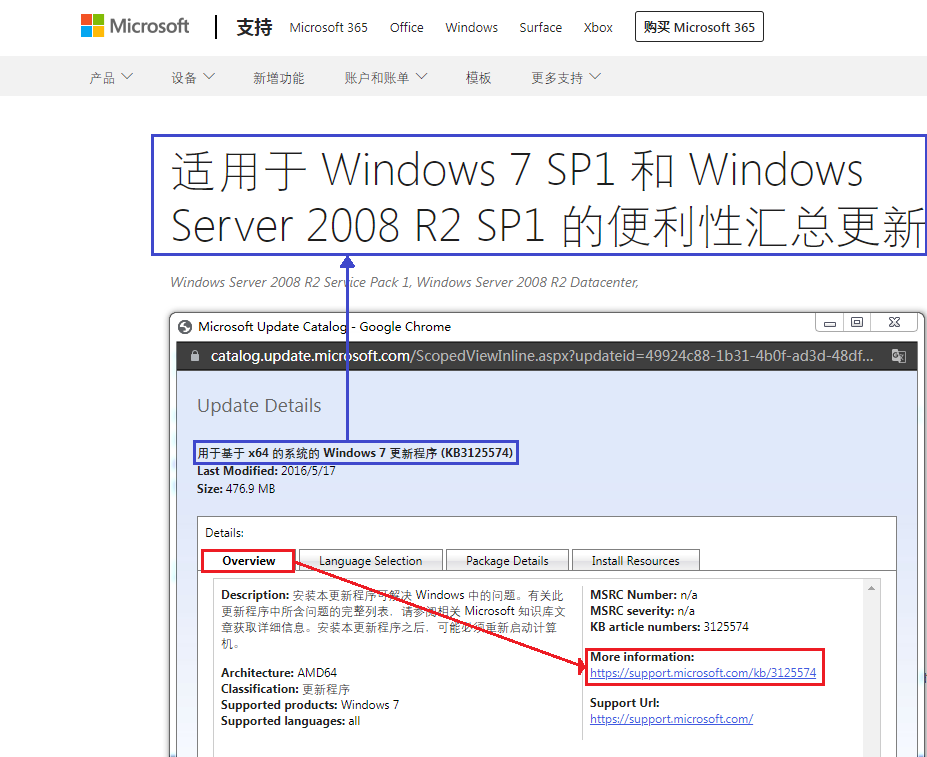 Microsoft 支持 Microsoft 365 Office Windows Surface Xbox 购买 Microsoft 365
产品 设备 新增功能 账户和账单 模板 更多支持
适用于 Windows 7 SP1 和 Windows
Server 2008 R2 SP1 的便利性汇总更新
Windows Server 2008 R2 Service Pack 1, Windows Server 2008 R2 Datacenter,
Microsoft Update Catalog - Google Chrome
catalog.update.microsoft.com/ScopedViewInline.aspx?updateid=49924c88-1b31-4b0f-ad3d-48df...
Update Details
用于基于 x64 的系统的 Windows 7 更新程序 (KB3125574)
Last Modified: 2016/5/17
Size: 476.9 MB
Details:
Overview Language Selection Package Details Install Resources
Description: 安装本更新程序可解决 Windows 中的问题。有关此
更新程序中所含问题的完整列表，请参阅相关 Microsoft 知识库文
章获取详细信息。安装本更新程序之后，可能必须重新启动计算
机。
Architecture: AMD64
Classification: 更新程序
Supported products: Windows 7
Supported languages: all
MSRC Number: n/a
MSRC severity: n/a
KB article numbers: 3125574
More information:
https://support.microsoft.com/kb/3125574
Support Url:
https://support.microsoft.com/